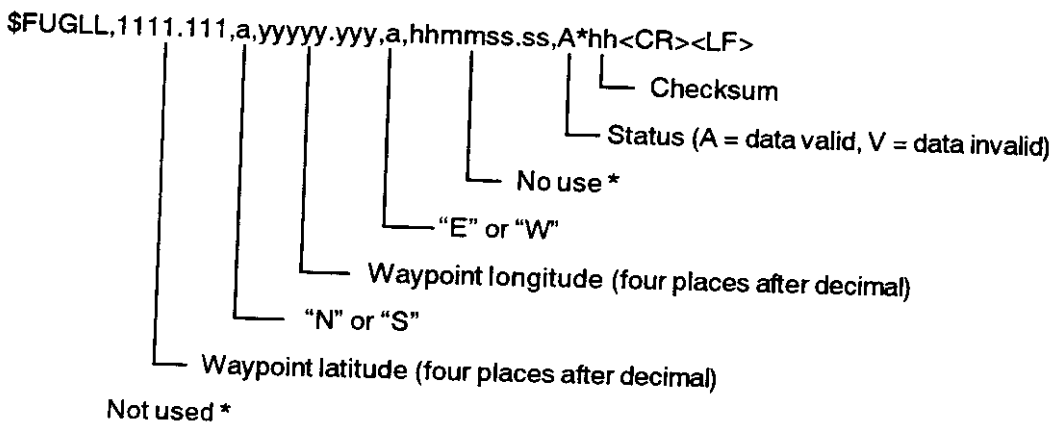 $FUGLL,1111.111,a,yyyyy.yyy,a,hhmmss.ss,A*hh<CR><LF>
Checksum
Status (A = data valid, V = data invalid)
No use *
“E” or “W”
Waypoint longitude (four places after decimal)
“N” or “S”
Waypoint latitude (four places after decimal)
Not used *